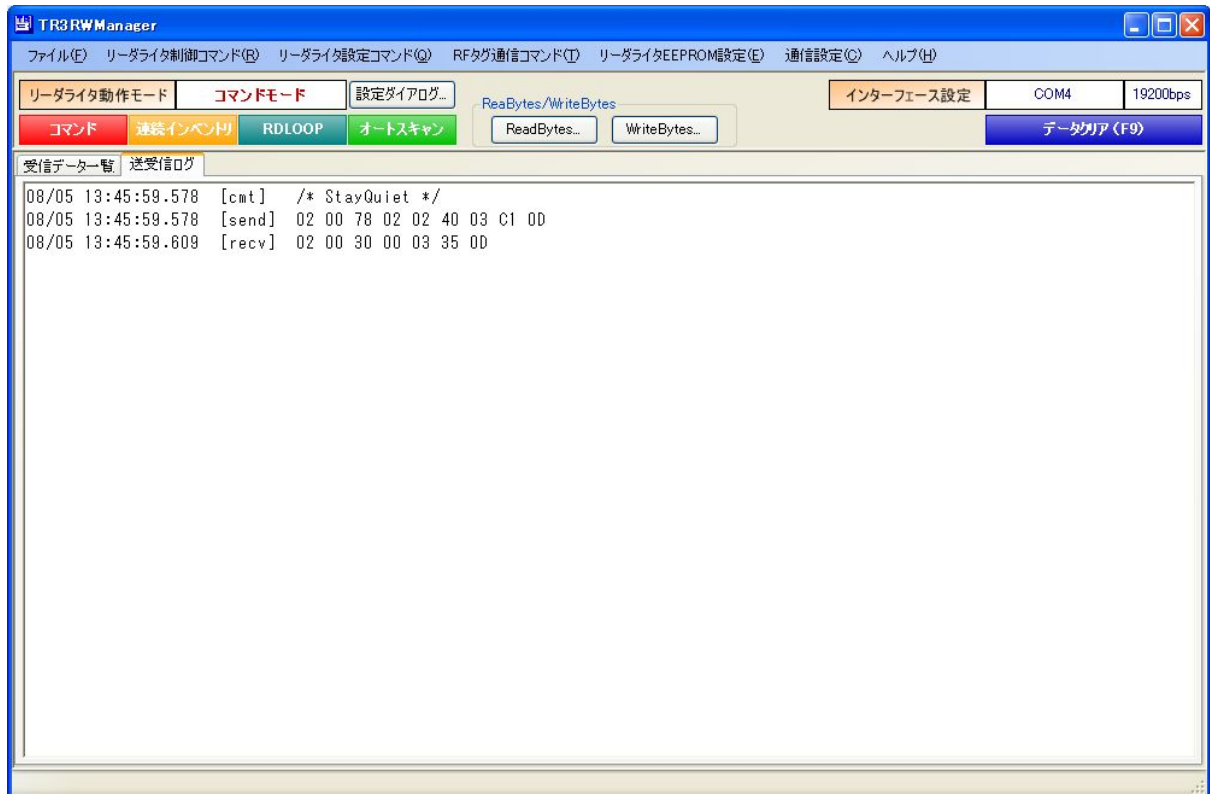 TR3RWManager
ファイル(F) リーダライタ制御コマンド(R) リーダライタ設定コマンド(Q) RFタグ通信コマンド(T) リーダライタEEPROM設定(E) 通信設定(C) ヘルプ(H)
リーダライタ動作モード コマンドモード 設定ダイアログ... ReaBytes/WriteBytes インターフェース設定 COM4 19200bps
コマンド 連続インベントリ RDLOOP オートスキャン ReadBytes... WriteBytes... データクリア(F9)
受信データ一覧 送受信ログ
08/05 13:45:59.578 [cmt] /* StayQuiet */
08/05 13:45:59.578 [send] 02 00 78 02 02 40 03 C1 0D
08/05 13:45:59.609 [recv] 02 00 30 00 03 35 0D